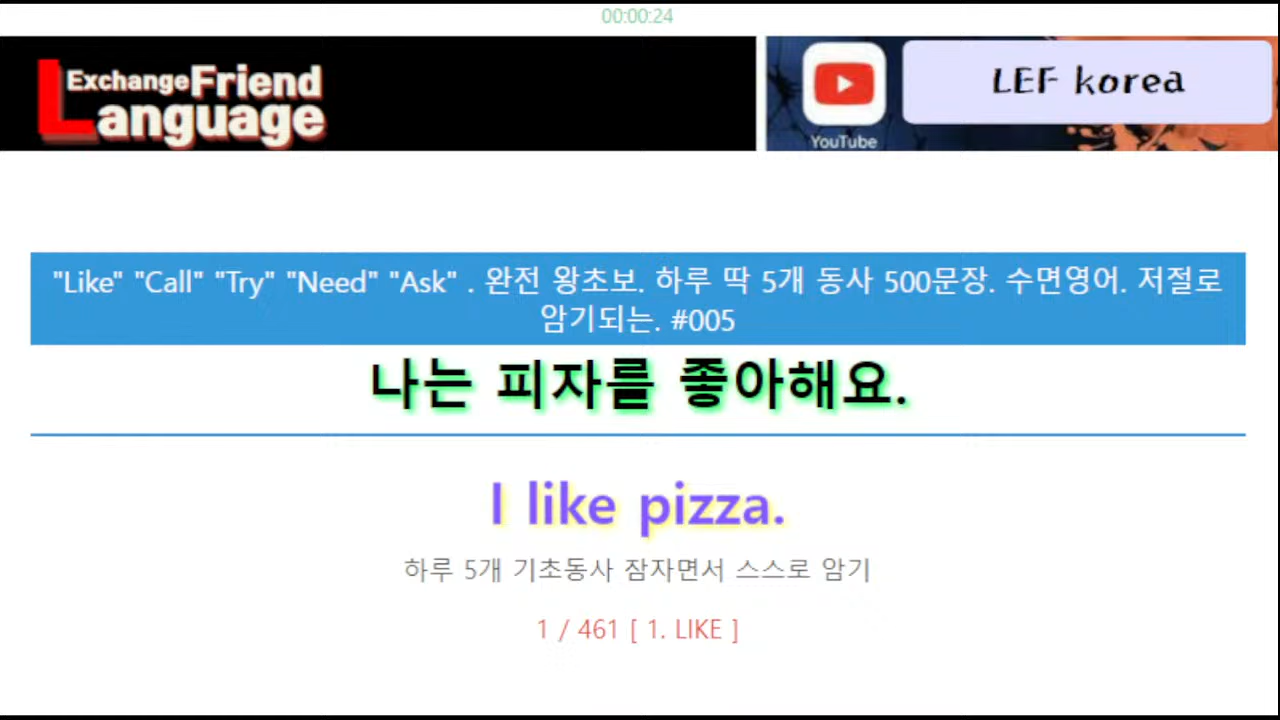 00:00:24
ExchangeFriend
Language
LEF korea
YouTube
"Like" "Call" "Try" "Need" "Ask" . 완전 왕초보. 하루 딱 5개 동사 500문장. 수면영어. 저절로
암기되는. #005
나는 피자를 좋아해요.
I like pizza.
하루 5개 기초동사 잠자면서 스스로 암기
1 / 461 [ 1. LIKE ]